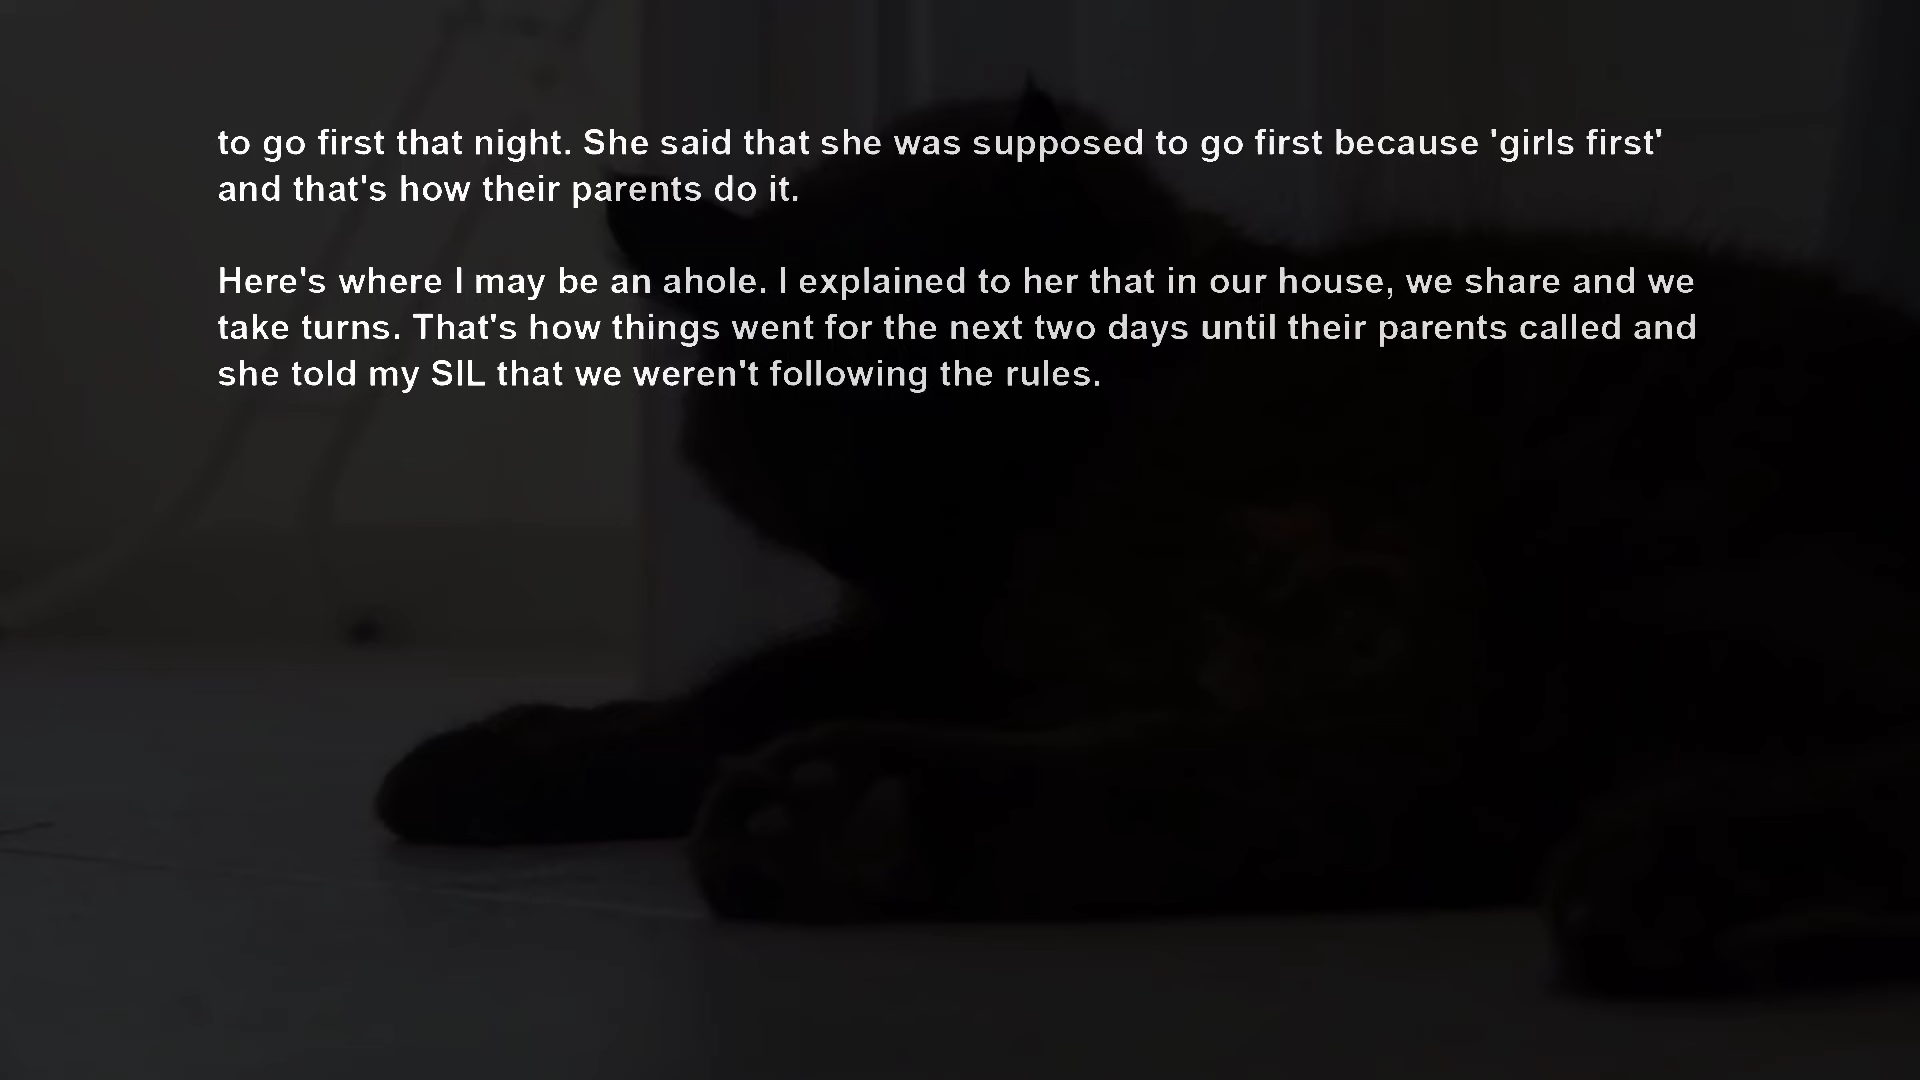 to go first that night. She said that she was supposed to go first because 'girls first'
and that's how their parents do it.
Here's where I may be an ahole. I explained to her that in our house, we share and we
take turns. That's how things went for the next two days until their parents called and
she told my SIL that we weren't following the rules.